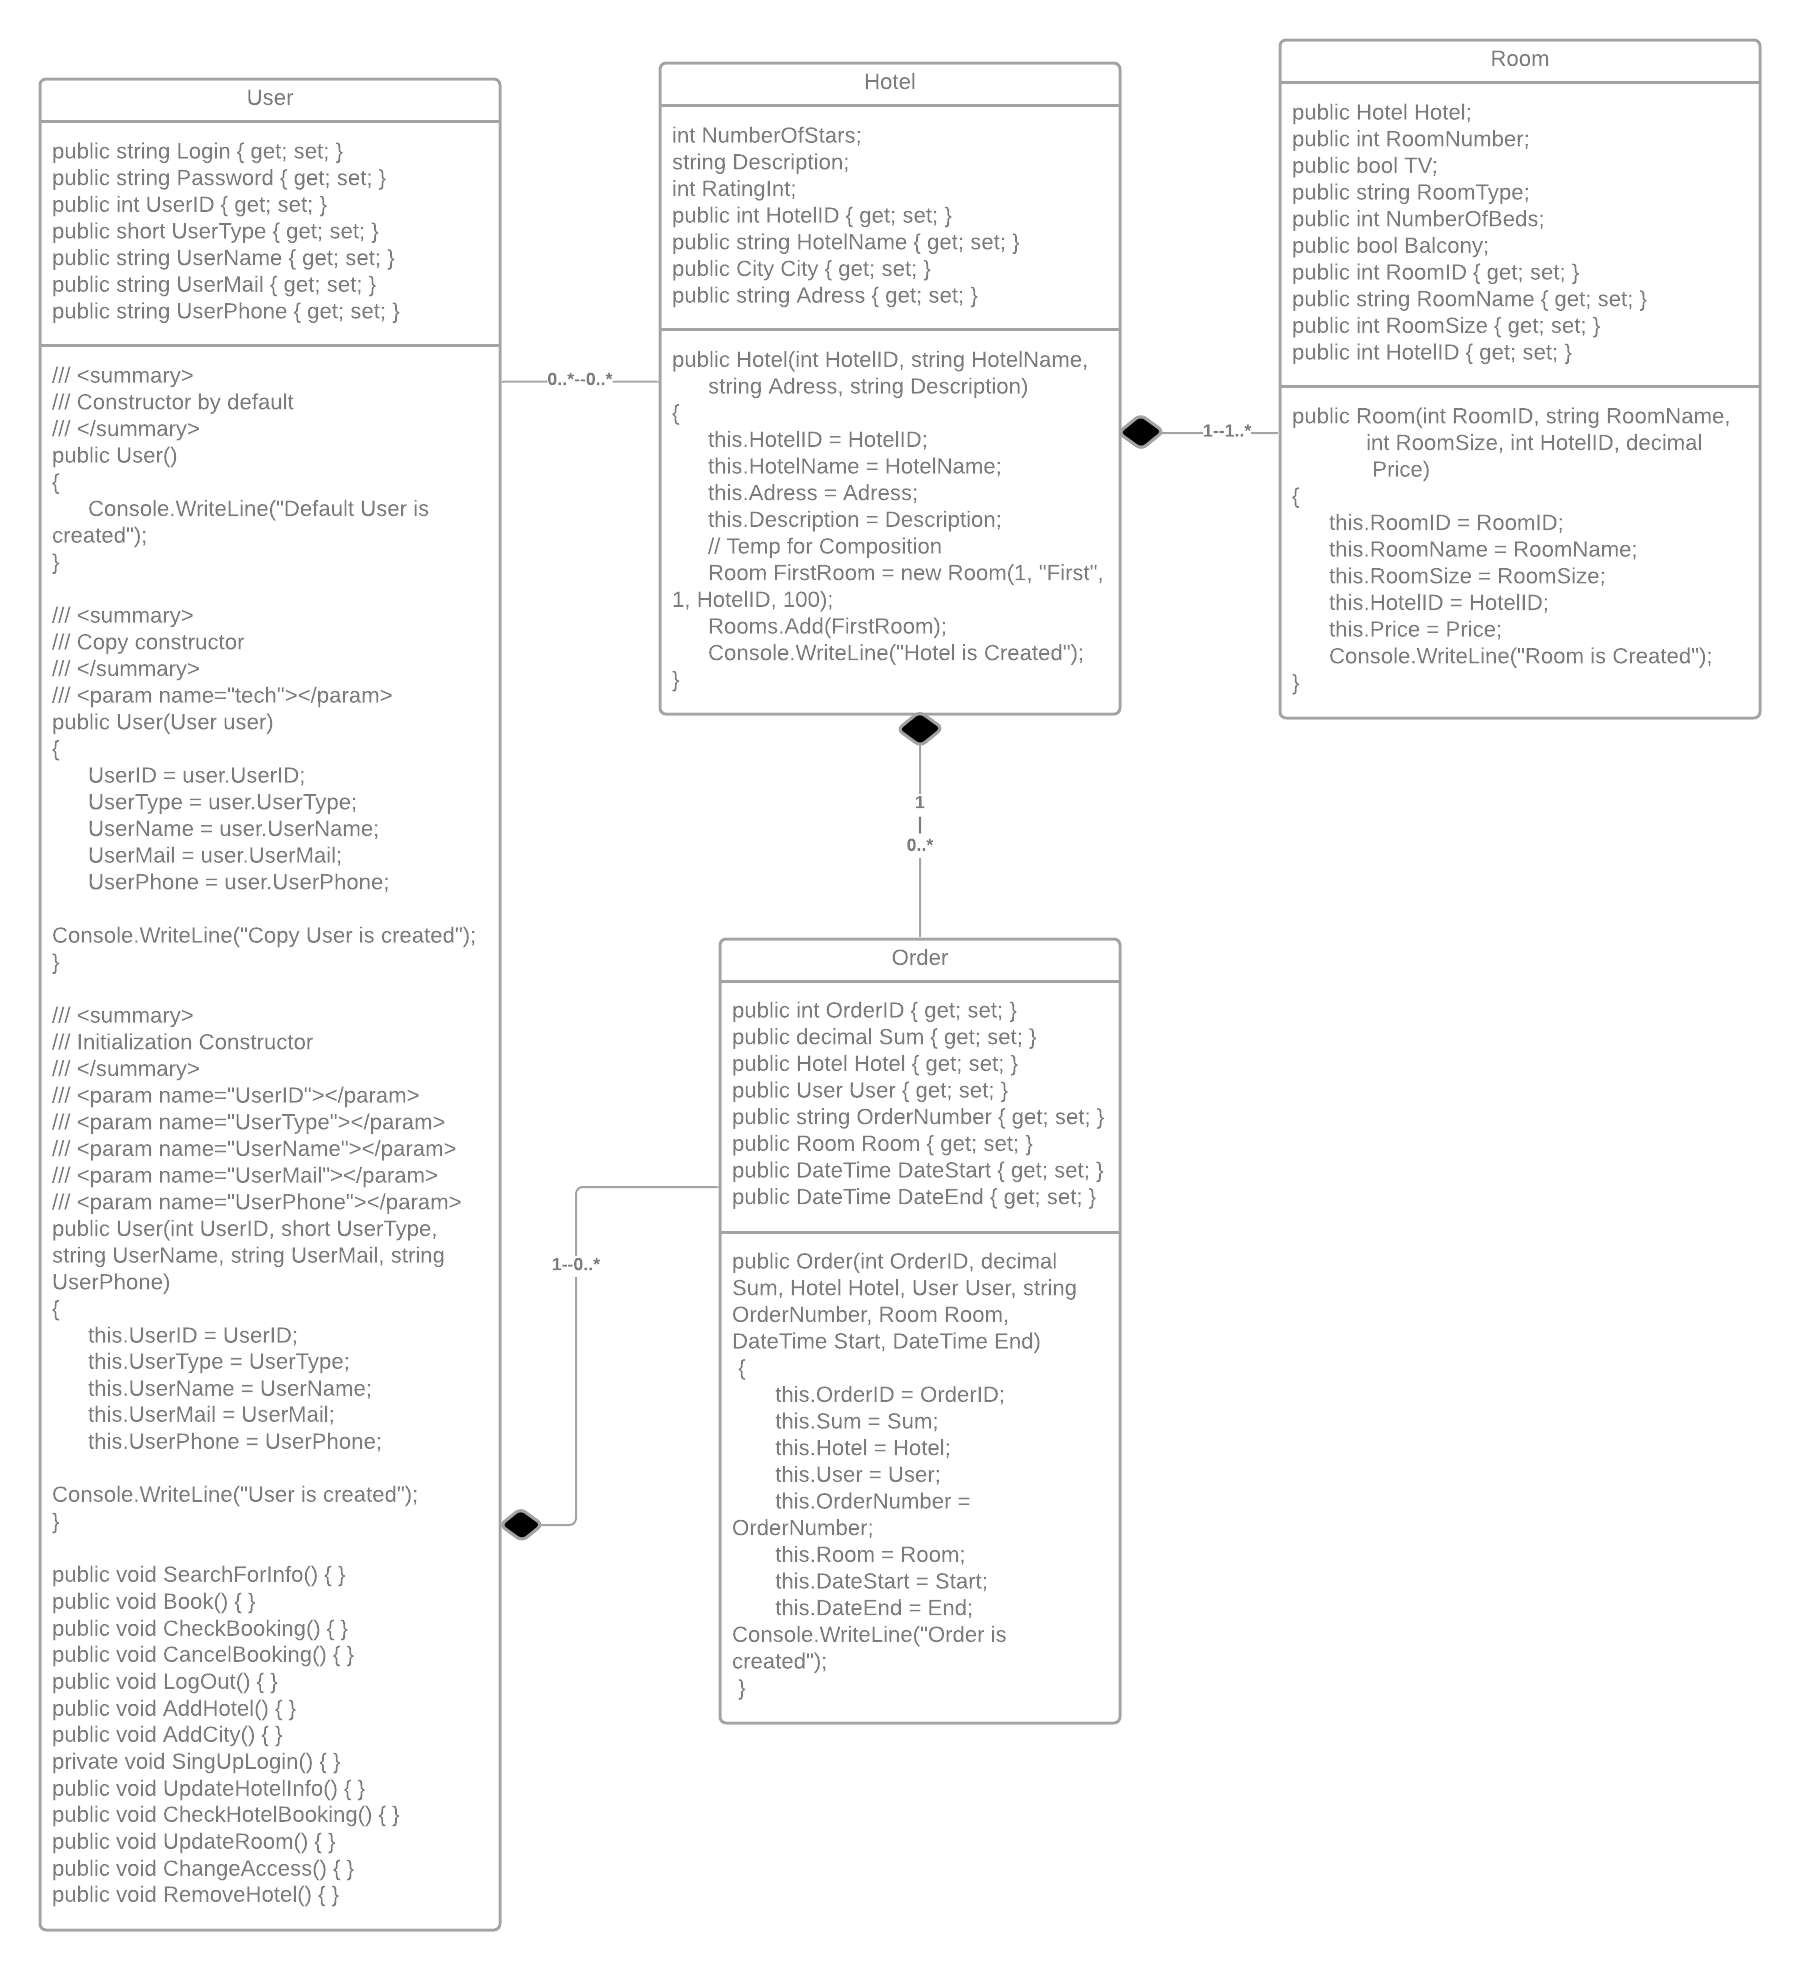 User
public string Login { get; set; }
public string Password { get; set; }
public int UserID { get; set; }
public short UserType { get; set; }
public string UserName { get; set; }
public string UserMail { get; set; }
public string UserPhone { get; set; }
/// <summary>
/// Constructor by default
/// </summary>
public User()
{
Console.WriteLine("Default User is
created");
}
/// <summary>
/// Copy constructor
/// </summary>
/// <param name="tech"></param>
public User(User user)
{
UserID = user.UserID;
UserType = user.UserType;
UserName = user.UserName;
UserMail = user.UserMail;
UserPhone = user.UserPhone;
Console.WriteLine("Copy User is created");
}
/// <summary>
/// Initialization Constructor
/// </summary>
/// <param name="UserID"></param>
/// <param name="UserType"></param>
/// <param name="UserName"></param>
/// <param name="UserMail"></param>
/// <param name="UserPhone"></param>
public User(int UserID, short UserType,
string UserName, string UserMail, string
UserPhone)
{
this.UserID = UserID;
this.UserType = UserType;
this.UserName = UserName;
this.UserMail = UserMail;
this.UserPhone = UserPhone;
Console.WriteLine("User is created");
}
public void SearchForInfo() { }
public void Book() { }
public void CheckBooking() { }
public void CancelBooking() { }
public void LogOut() { }
public void AddHotel() { }
public void AddCity() { }
private void SingUpLogin() { }
public void UpdateHotelInfo() { }
public void CheckHotelBooking() { }
public void UpdateRoom() { }
public void ChangeAccess() { }
public void RemoveHotel() { }
0..*--0..*
Hotel
int NumberOfStars;
string Description;
int RatingInt;
public int HotelID { get; set; }
public string HotelName { get; set; }
public City City { get; set; }
public string Adress { get; set; }
public Hotel(int HotelID, string HotelName,
string Adress, string Description)
{
this.HotelID = HotelID;
this.HotelName = HotelName;
this.Adress = Adress;
this.Description = Description;
// Temp for Composition
Room FirstRoom = new Room(1, "First",
1, HotelID, 100);
Rooms.Add(FirstRoom);
Console.WriteLine("Hotel is Created");
}
1--1..*
Room
public Hotel Hotel;
public int RoomNumber;
public bool TV;
public string RoomType;
public int NumberOfBeds;
public bool Balcony;
public int RoomID { get; set; }
public string RoomName { get; set; }
public int RoomSize { get; set; }
public int HotelID { get; set; }
public Room(int RoomID, string RoomName,
int RoomSize, int HotelID, decimal
Price)
{
this.RoomID = RoomID;
this.RoomName = RoomName;
this.RoomSize = RoomSize;
this.HotelID = HotelID;
this.Price = Price;
Console.WriteLine("Room is Created");
}
1
|
0..*
1--0..*
Order
public int OrderID { get; set; }
public decimal Sum { get; set; }
public Hotel Hotel { get; set; }
public User User { get; set; }
public string OrderNumber { get; set; }
public Room Room { get; set; }
public DateTime DateStart { get; set; }
public DateTime DateEnd { get; set; }
public Order(int OrderID, decimal
Sum, Hotel Hotel, User User, string
OrderNumber, Room Room,
DateTime Start, DateTime End)
{
this.OrderID = OrderID;
this.Sum = Sum;
this.Hotel = Hotel;
this.User = User;
this.OrderNumber =
OrderNumber;
this.Room = Room;
this.DateStart = Start;
this.DateEnd = End;
Console.WriteLine("Order is
created");
}